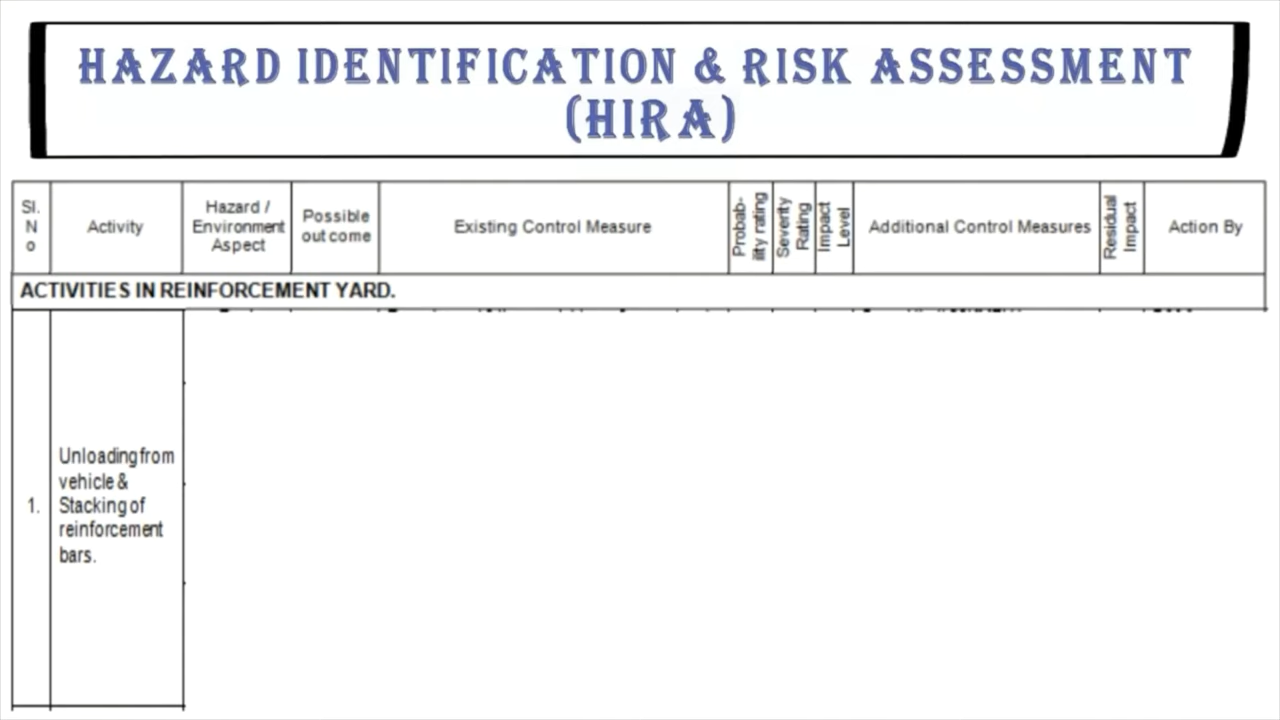 HAZARD IDENTIFICATION & RISK ASSESSMENT
(HIRA)
Sl.
N
o
Activity
Hazard /
Environment
Aspect
Possible
out come
Existing Control Measure
Probab-
ility rating
Severity
Rating
Impact
Level
Additional Control Measures
Residual
Impact
Action By
ACTIVITIES IN REINFORCEMENT YARD.
1.
Unloading from
vehicle &
Stacking of
reinforcement
bars.